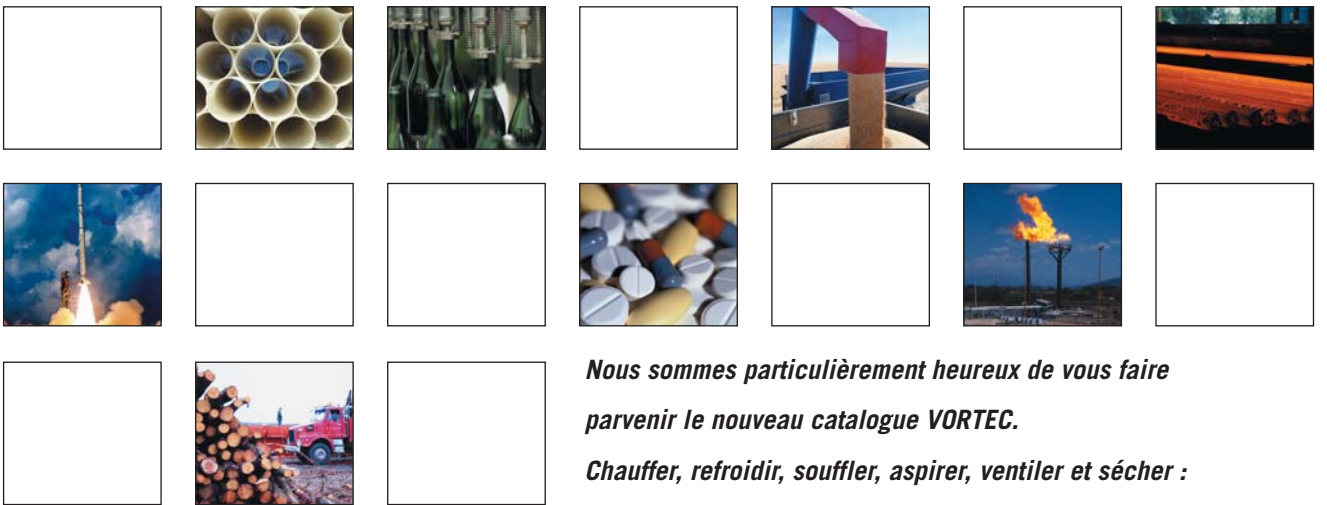 Nous sommes particulièrement heureux de vous faire
parvenir le nouveau catalogue VORTEC.
Chauffer, refroidir, souffler, aspirer, ventiler et sécher :